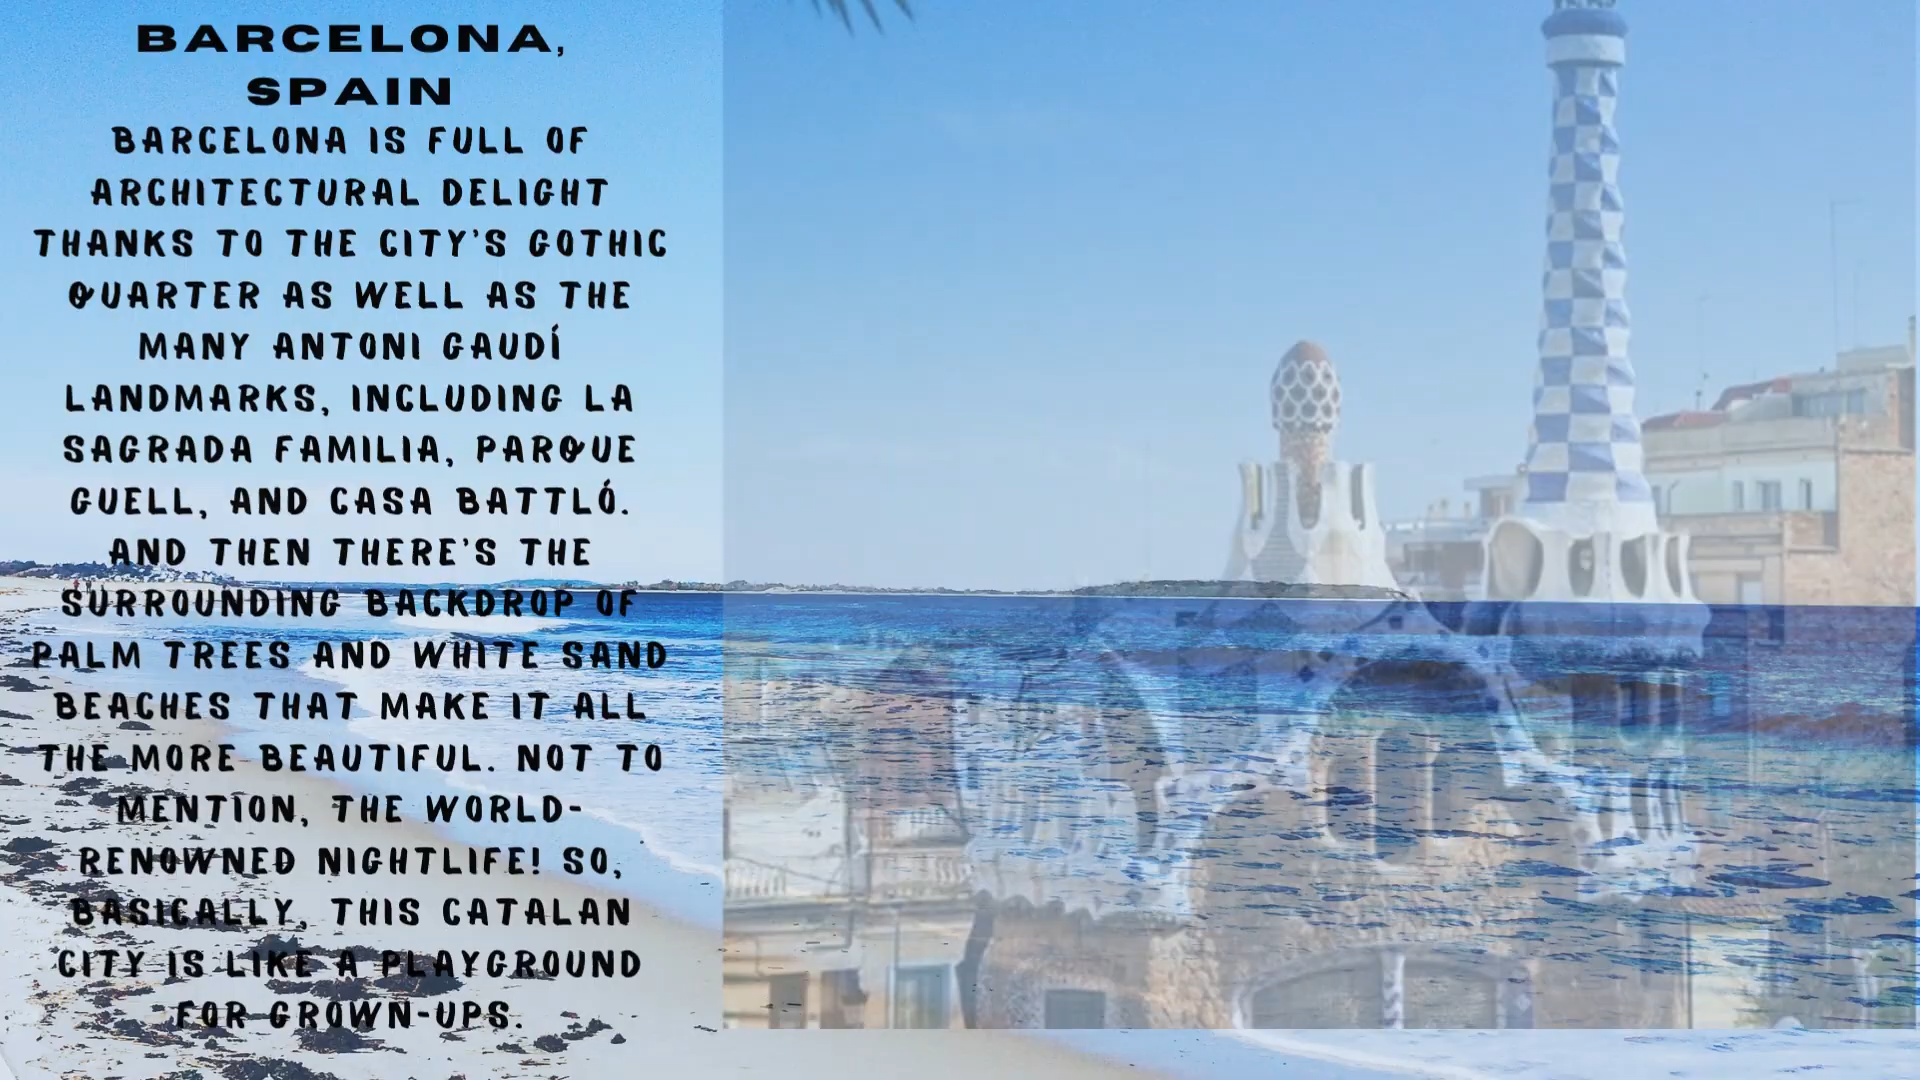 BARCELONA,
SPAIN
BARCELONA IS FULL OF
ARCHITECTURAL DELIGHT
THANKS TO THE CITY'S GOTHIC
QUARTER AS WELL AS THE
MANY ANTONI GAUDÍ
LANDMARKS, INCLUDING LA
SAGRADA FAMILIA, PARQUE
GUELL, AND CASA BATTLÓ.
AND THEN THERE'S THE
SURROUNDING BACKDROP OF
PALM TREES AND WHITE SAND
BEACHES THAT MAKE IT ALL
THE MORE BEAUTIFUL. NOT TO
MENTION, THE WORLD-
RENOWNED NIGHTLIFE! SO,
BASICALLY, THIS CATALAN
CITY IS LIKE A PLAYGROUND
FOR GROWN-UPS.